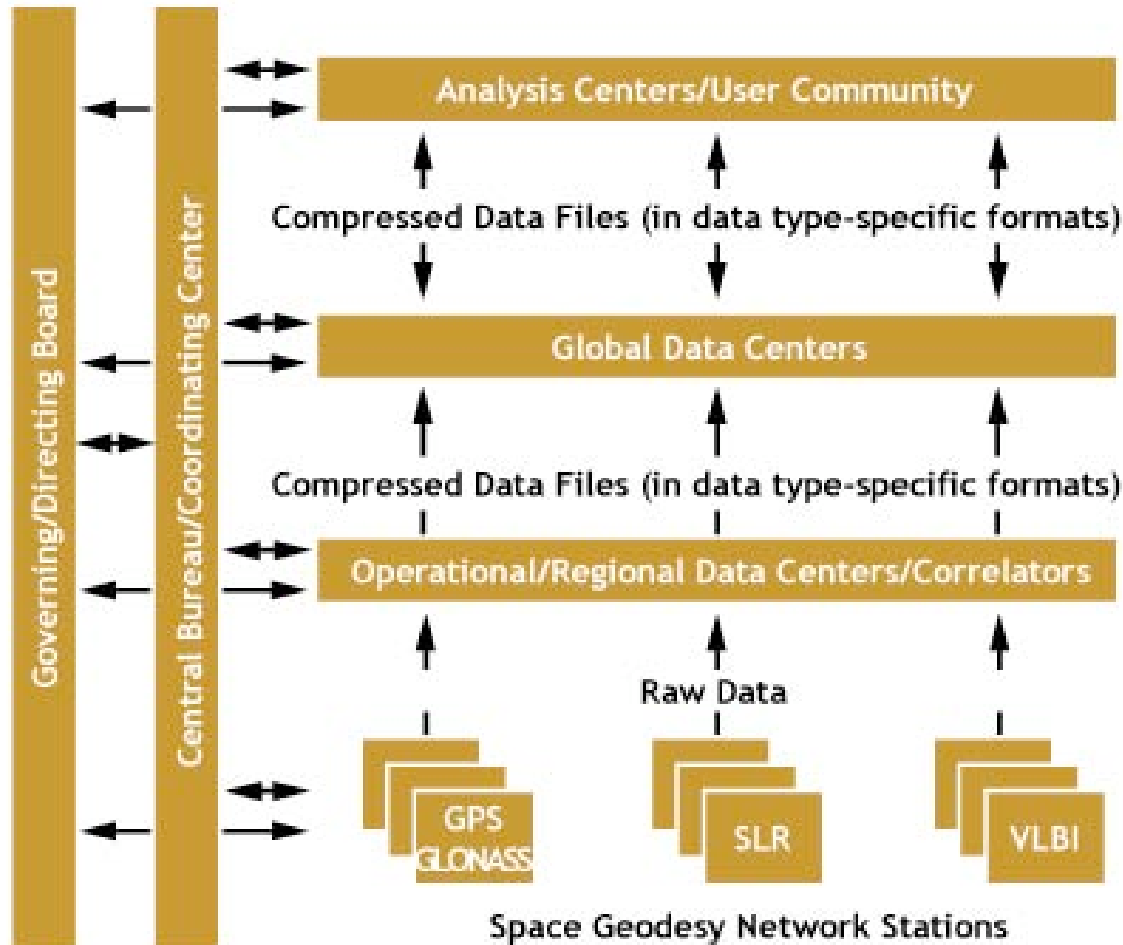 Governing/Directing Board
Central Bureau/Coordinating Center
Analysis Centers/User Community
Compressed Data Files (in data type-specific formats)
Global Data Centers
Compressed Data Files (in data type-specific formats)
Operational/Regional Data Centers/Correlators
Raw Data
GPS
GLONASS
SLR
VLBI
Space Geodesy Network Stations